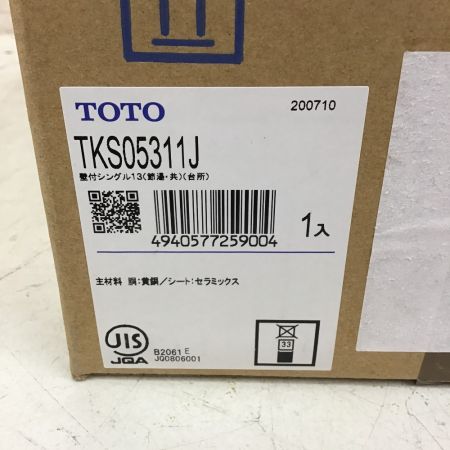 TOTO 200710
TKS05311J
壁付シングル13(節湯・共)(台所)
4940577259004
1入
主材料 胴:黄銅/シート:セラミックス
JIS
JQA
B2061 E
JQ0806001
33